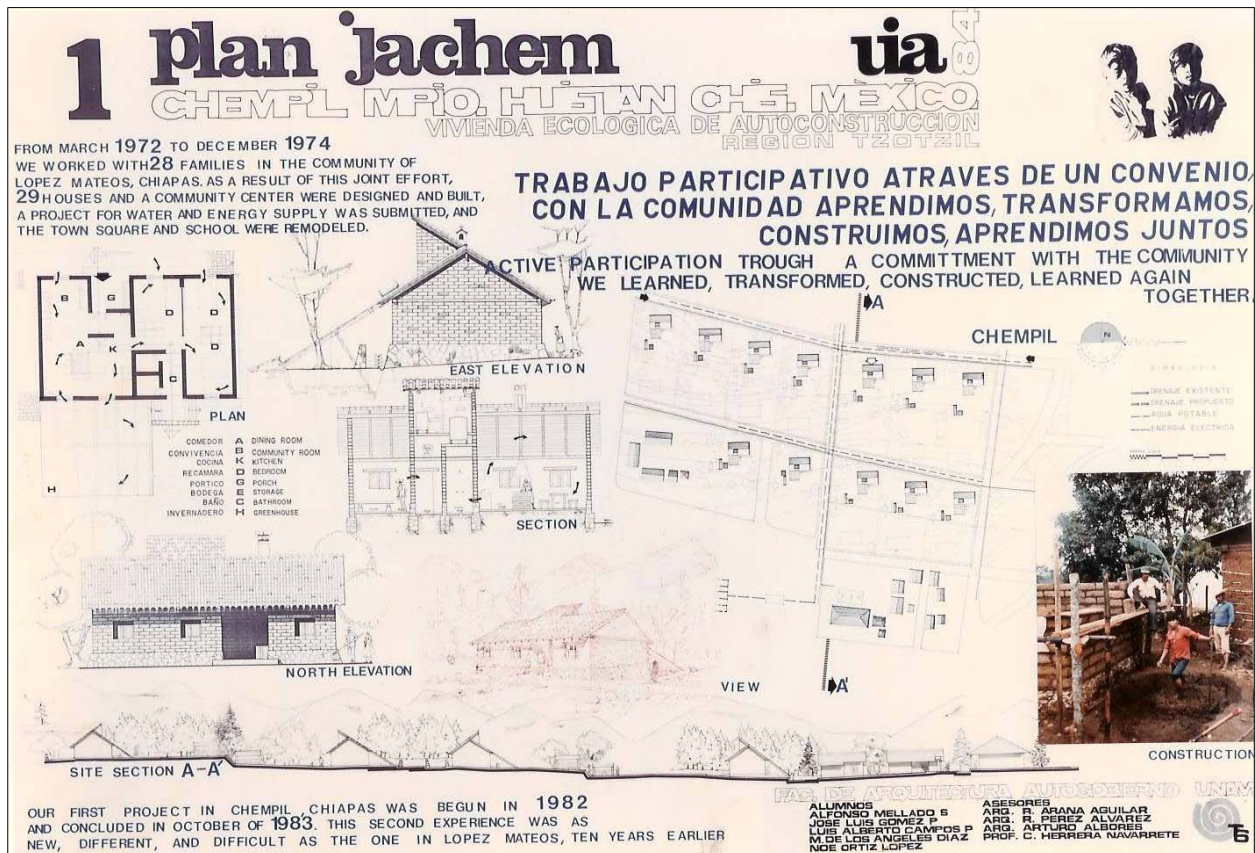 1 plan jachem uia 84
CHEMPIL MPIO. HUISTAN CHIS. MÉXICO.
VIVIENDA ECOLOGICA DE AUTOCONSTRUCCION
REGION TZOTZIL
FROM MARCH 1972 TO DECEMBER 1974
WE WORKED WITH 28 FAMILIES IN THE COMMUNITY OF
LOPEZ MATEOS, CHIAPAS. AS A RESULT OF THIS JOINT EFFORT,
29 HOUSES AND A COMMUNITY CENTER WERE DESIGNED AND BUILT,
A PROJECT FOR WATER AND ENERGY SUPPLY WAS SUBMITTED, AND
THE TOWN SQUARE AND SCHOOL WERE REMODELED.
TRABAJO PARTICIPATIVO ATRAVES DE UN CONVENIO,
CON LA COMUNIDAD APRENDIMOS, TRANSFORMAMOS,
CONSTRUIMOS, APRENDIMOS JUNTOS
ACTIVE PARTICIPATION TROUGH A COMMITTMENT WITH THE COMMUNITY
WE LEARNED, TRANSFORMED, CONSTRUCTED, LEARNED AGAIN
TOGETHER.
B G D D
A K D
C
H
PLAN
EAST ELEVATION
COMEDOR A DINING ROOM
CONVIVENCIA B COMMUNITY ROOM
COCINA K KITCHEN
RECAMARA D BEDROOM
PORTICO G PORCH
BODEGA E STORAGE
BAÑO C BATHROOM
INVERNADERO H GREENHOUSE
SECTION
NORTH ELEVATION
VIEW
A
CHEMPIL
N
SIMBOLOGIA
DRENAJE EXISTENTE
DRENAJE PROPUESTO
AGUA POTABLE
ENERGIA ELECTRICA
A'
CONSTRUCTION
SITE SECTION A-A'
OUR FIRST PROJECT IN CHEMPIL, CHIAPAS WAS BEGUN IN 1982
AND CONCLUDED IN OCTOBER OF 1983. THIS SECOND EXPERIENCE WAS AS
NEW, DIFFERENT, AND DIFFICULT AS THE ONE IN LOPEZ MATEOS, TEN YEARS EARLIER
FAC. DE ARQUITECTURA AUTOGOBIERNO UNAM
ALUMNOS
ALFONSO MELLADO S
JOSE LUIS GOMEZ P
LUIS ALBERTO CAMPOS P
M.DE LOS ANGELES DIAZ
NOE ORTIZ LOPEZ
ASESORES
ARQ. R. ARANA AGUILAR
ARQ. R. PEREZ ALVAREZ
ARQ. ARTURO ALBORES
PROF. C. HERRERA NAVARRETE